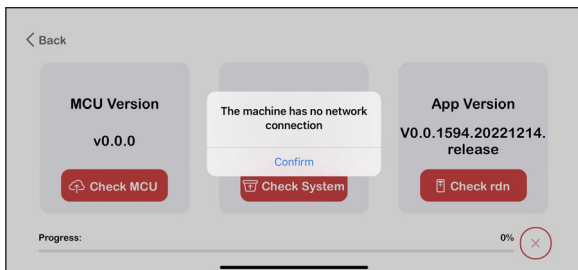 Back
MCU Version
v0.0.0
Check MCU
The machine has no network
connection
Confirm
Check System
App Version
V0.0.1594.20221214.
release
Check rdn
Progress:
0%